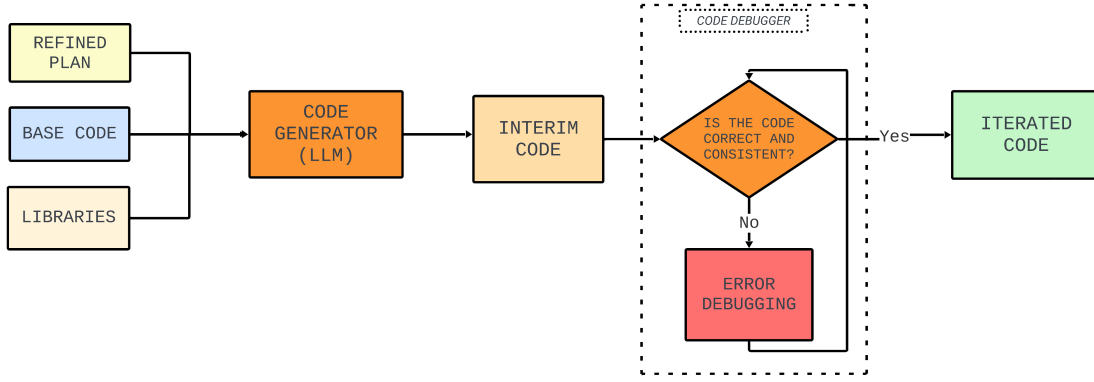 CODE DEBUGGER
REFINED
PLAN
BASE CODE
LIBRARIES
CODE
GENERATOR
(LLM)
INTERIM
CODE
IS THE CODE
CORRECT AND
CONSISTENT?
Yes
No
ERROR
DEBUGGING
ITERATED
CODE